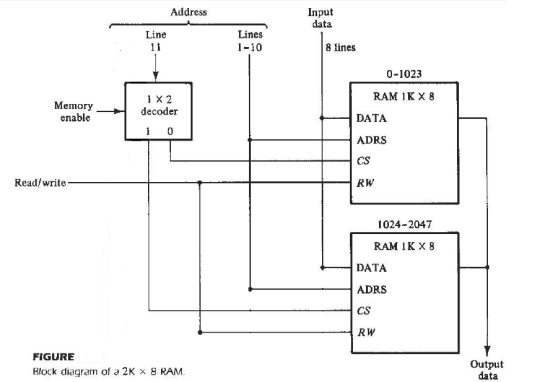 Address
Line
11
Lines
1-10
Input
data
8 lines
Memory
enable
1 X 2
decoder
1 0
Read/write
0-1023
RAM 1K X 8
DATA
ADRS
CS
RW
1024-2047
RAM 1K X 8
DATA
ADRS
CS
RW
Output
data
FIGURE
Block diagram of a 2K × 8 RAM.